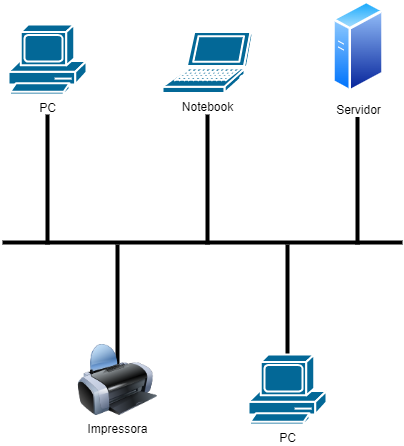 PC
Notebook
Servidor
Impressora
PC